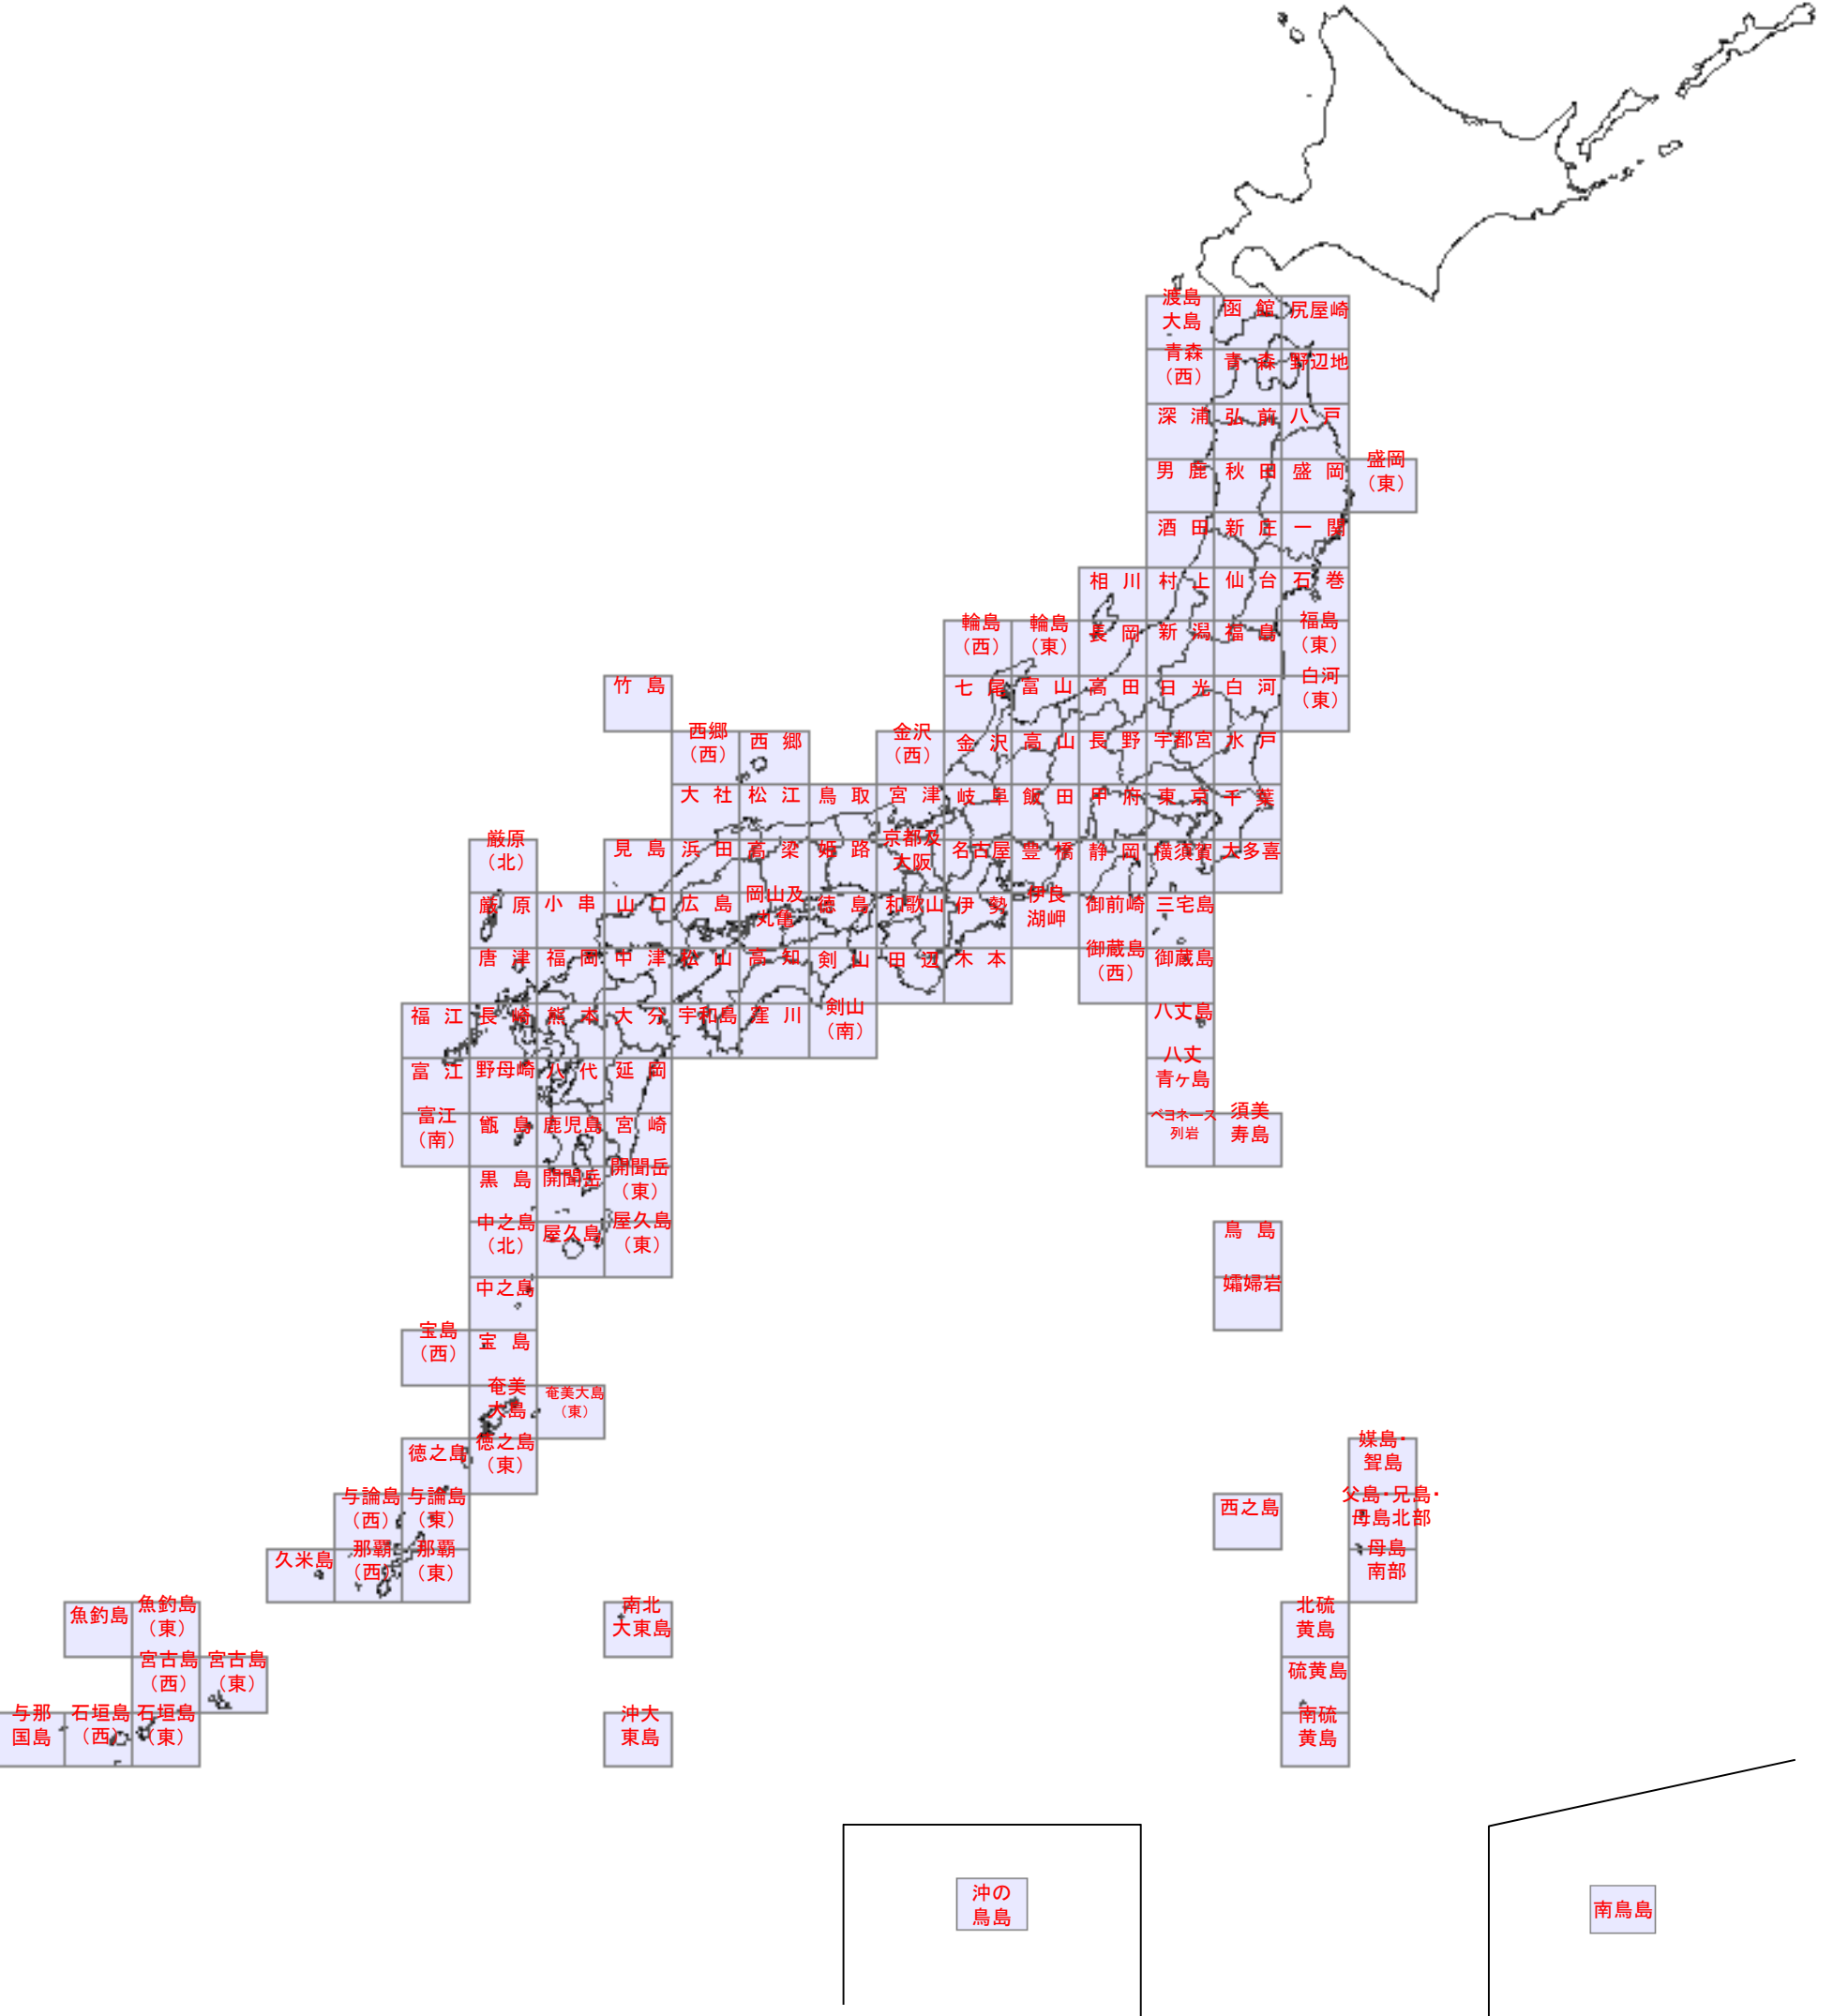 渡島
大島
函館
尻屋崎
青森
（西）
青森
野辺地
深浦
弘前
八戸
男鹿
秋田
盛岡
盛岡
（東）
酒田
新庄
一関
相川
村上
仙台
石巻
輪島
（西）
輪島
（東）
長岡
新潟
福島
福島
（東）
竹島
七尾
富山
高田
日光
白河
白河
（東）
西郷
（西）
西郷
金沢
（西）
金沢
高山
長野
宇都宮
水戸
大社
松江
鳥取
宮津
岐阜
飯田
甲府
東京
千葉
厳原
（北）
見島
浜田
高梁
姫路
京都及
大阪
名古屋
豊橋
静岡
横須賀
大多喜
厳原
小串
山口
広島
岡山及
丸亀
徳島
和歌山
伊勢
伊良
湖岬
御前崎
三宅島
唐津
福岡
中津
松山
高知
剣山
田辺
木本
御蔵島
（西）
御蔵島
福江
長崎
熊本
大分
宇和島
窪川
剣山
（南）
八丈島
富江
野母崎
八代
延岡
八丈
青ヶ島
富江
（南）
甑島
鹿児島
宮崎
ベヨネース
列岩
須美
寿島
黒島
開聞岳
開聞岳
（東）
中之島
（北）
屋久島
屋久島
（東）
鳥島
中之島
孀婦岩
宝島
（西）
宝島
奄美
大島
奄美大島
（東）
徳之島
徳之島
（東）
媒島・
聟島
与論島
（西）
与論島
（東）
西之島
父島・兄島・
母島北部
久米島
那覇
（西）
那覇
（東）
母島
南部
魚釣島
魚釣島
（東）
南北
大東島
北硫
黄島
宮古島
（西）
宮古島
（東）
硫黄島
与那
国島
石垣島
（西）
石垣島
（東）
沖大
東島
南硫
黄島
沖の
鳥島
南鳥島